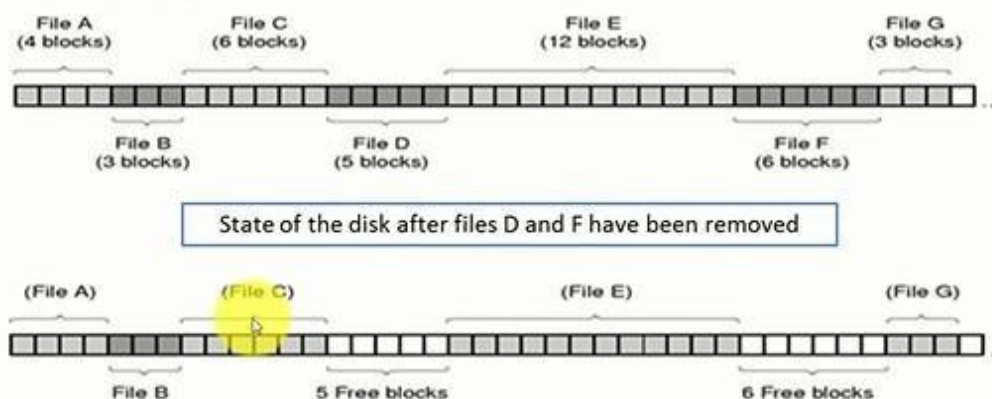 File A
(4 blocks)
File C
(6 blocks)
File E
(12 blocks)
File G
(3 blocks)
File B
(3 blocks)
File D
(5 blocks)
File F
(6 blocks)
State of the disk after files D and F have been removed
(File A)
(File C)
(File E)
(File G)
File B
5 Free blocks
6 Free blocks